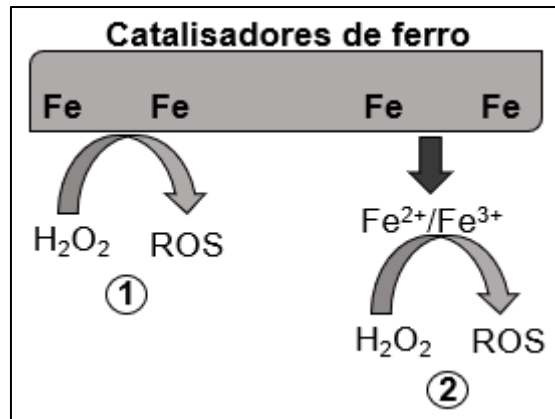 Catalisadores de ferro
Fe Fe Fe Fe
H₂O₂ ROS
①
Fe²⁺/Fe³⁺
H₂O₂ ROS
②